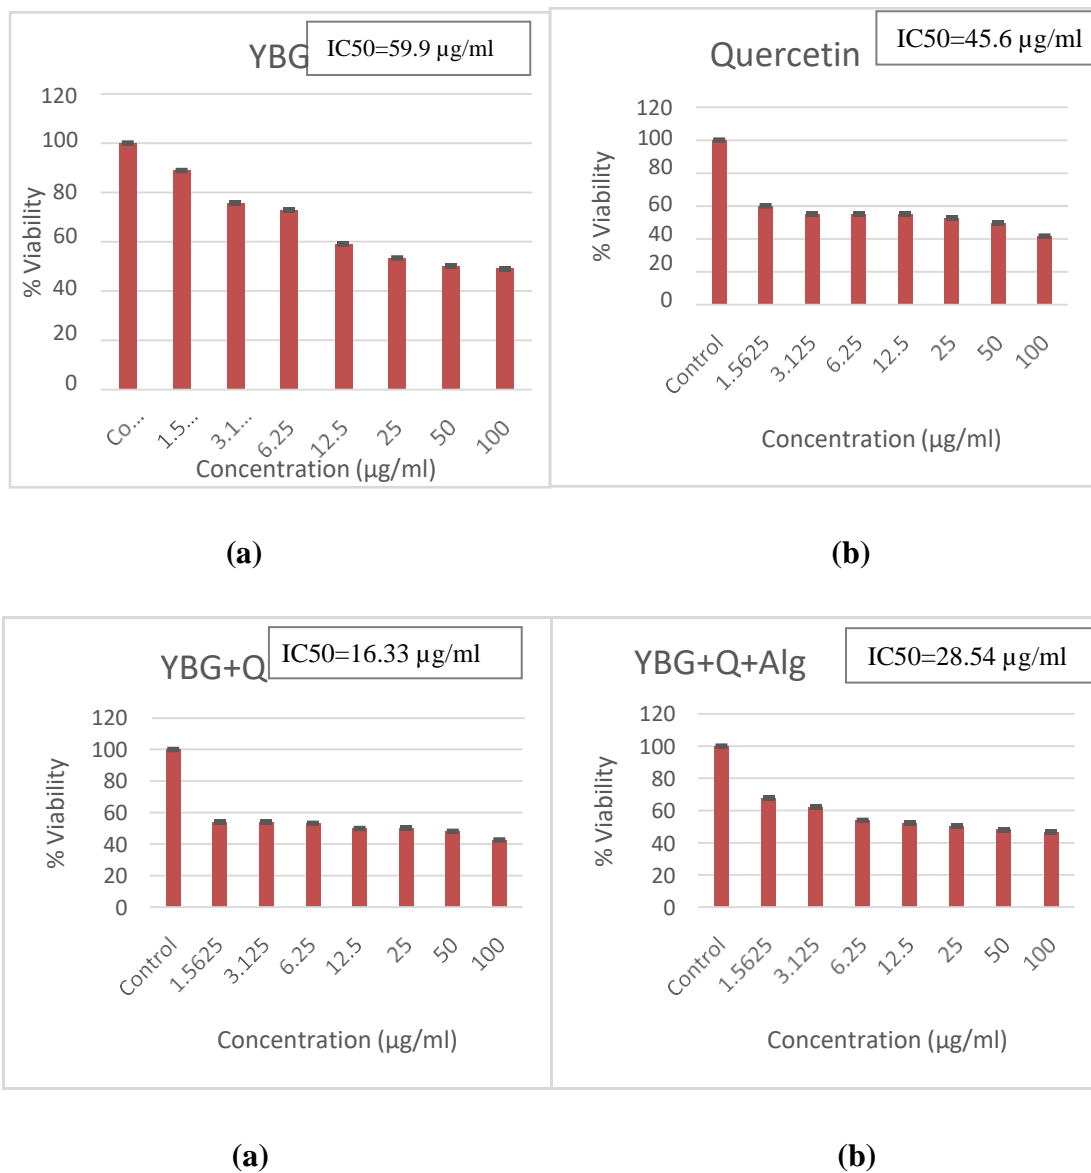 YBG
IC50=59.9 µg/ml
120
100
80
60
40
20
0
% Viability
Co...
1.5...
3.1...
6.25
12.5
25
50
100
Concentration (µg/ml)
Quercetin
IC50=45.6 µg/ml
120
100
80
60
40
20
0
% Viability
Control
1.5625
3.125
6.25
12.5
25
50
100
Concentration (µg/ml)
(a)
(b)
YBG+Q
IC50=16.33 µg/ml
120
100
80
60
40
20
0
% Viability
Control
1.5625
3.125
6.25
12.5
25
50
100
Concentration (µg/ml)
YBG+Q+Alg
IC50=28.54 µg/ml
120
100
80
60
40
20
0
% Viability
Control
1.5625
3.125
6.25
12.5
25
50
100
Concentration (µg/ml)
(a)
(b)